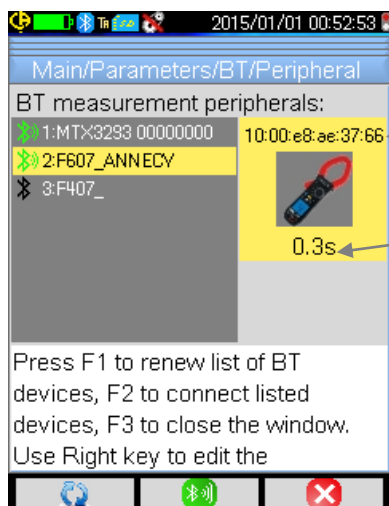 2015/01/01 00:52:53
Main/Parameters/BT/Peripheral
BT measurement peripherals:
1:MTX3293 00000000
2:F607_ANNECY
3:F407_
10:00:e8:ae:37:66
0.3s
Press F1 to renew list of BT
devices, F2 to connect listed
devices, F3 to close the window.
Use Right key to edit the